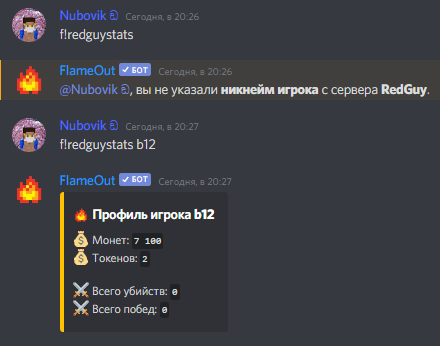 Nubovik Сегодня, в 20:26
f!redguystats
FlameOut ✓ БОТ Сегодня, в 20:26
@Nubovik, вы не указали никнейм игрока с сервера RedGuy.
Nubovik Сегодня, в 20:27
f!redguystats b12
FlameOut ✓ БОТ Сегодня, в 20:27
🔥 Профиль игрока b12
💰 Монет: 7 100
💰 Токенов: 2
⚔️ Всего убийств: 0
⚔️ Всего побед: 0